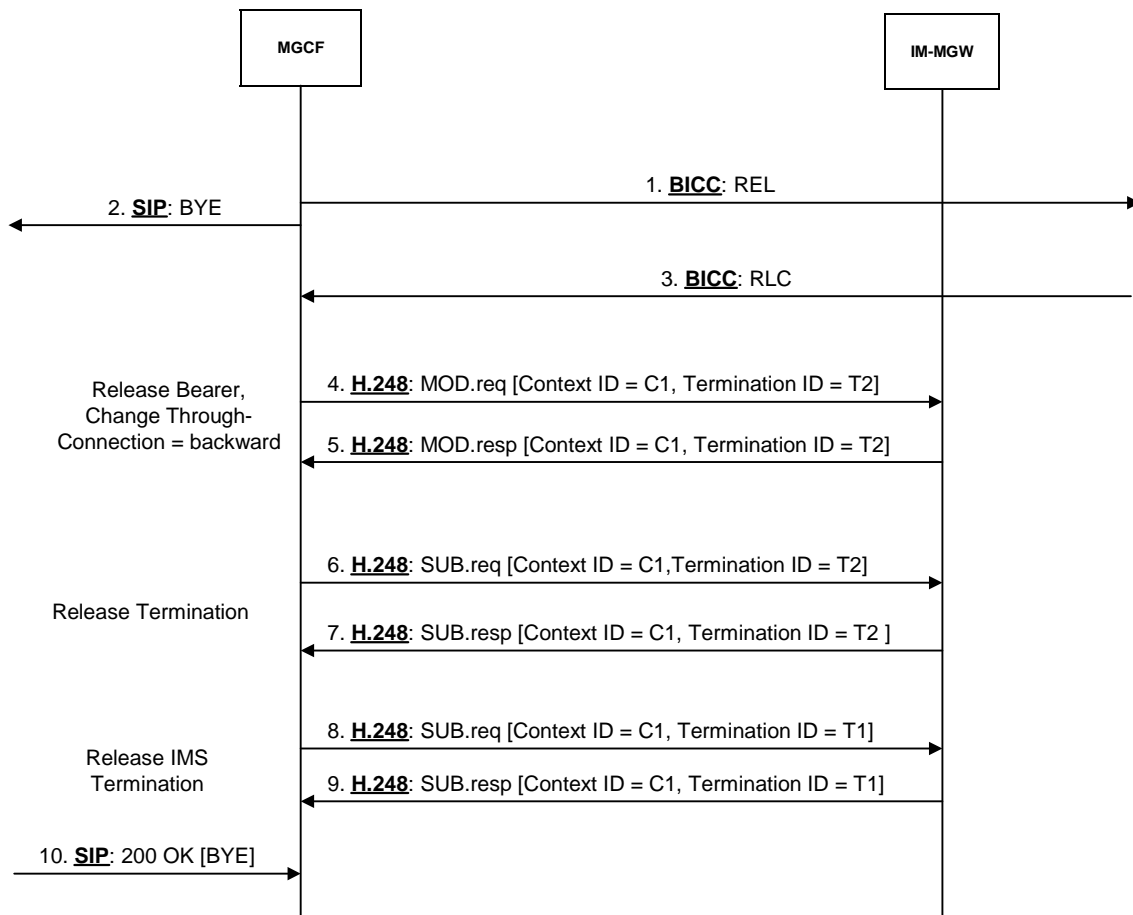 MGCF
IM-MGW
1. BICC: REL
2. SIP: BYE
3. BICC: RLC
Release Bearer,
Change Through-
Connection = backward
4. H.248: MOD.req [Context ID = C1, Termination ID = T2]
5. H.248: MOD.resp [Context ID = C1, Termination ID = T2]
6. H.248: SUB.req [Context ID = C1,Termination ID = T2]
Release Termination
7. H.248: SUB.resp [Context ID = C1, Termination ID = T2 ]
8. H.248: SUB.req [Context ID = C1, Termination ID = T1]
Release IMS
Termination
9. H.248: SUB.resp [Context ID = C1, Termination ID = T1]
10. SIP: 200 OK [BYE]